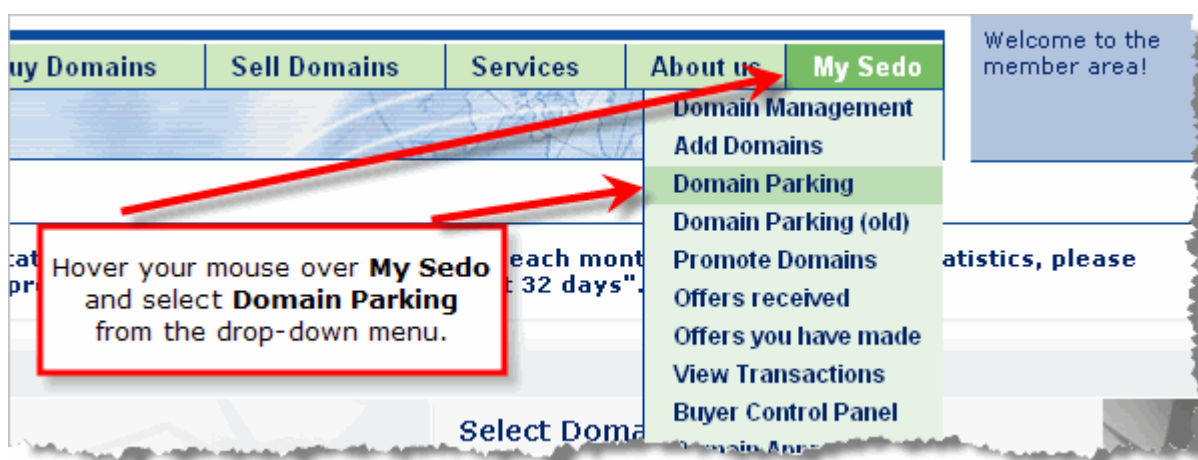 Welcome to the
member area!
uy Domains Sell Domains Services About us My Sedo
Domain Management
Add Domains
Domain Parking
Domain Parking (old)
Promote Domains
Offers received
Offers you have made
View Transactions
Buyer Control Panel
Domain
Hover your mouse over My Sedo
and select Domain Parking
from the drop-down menu.
each mont atistics, please
t 32 days".
Select Doma